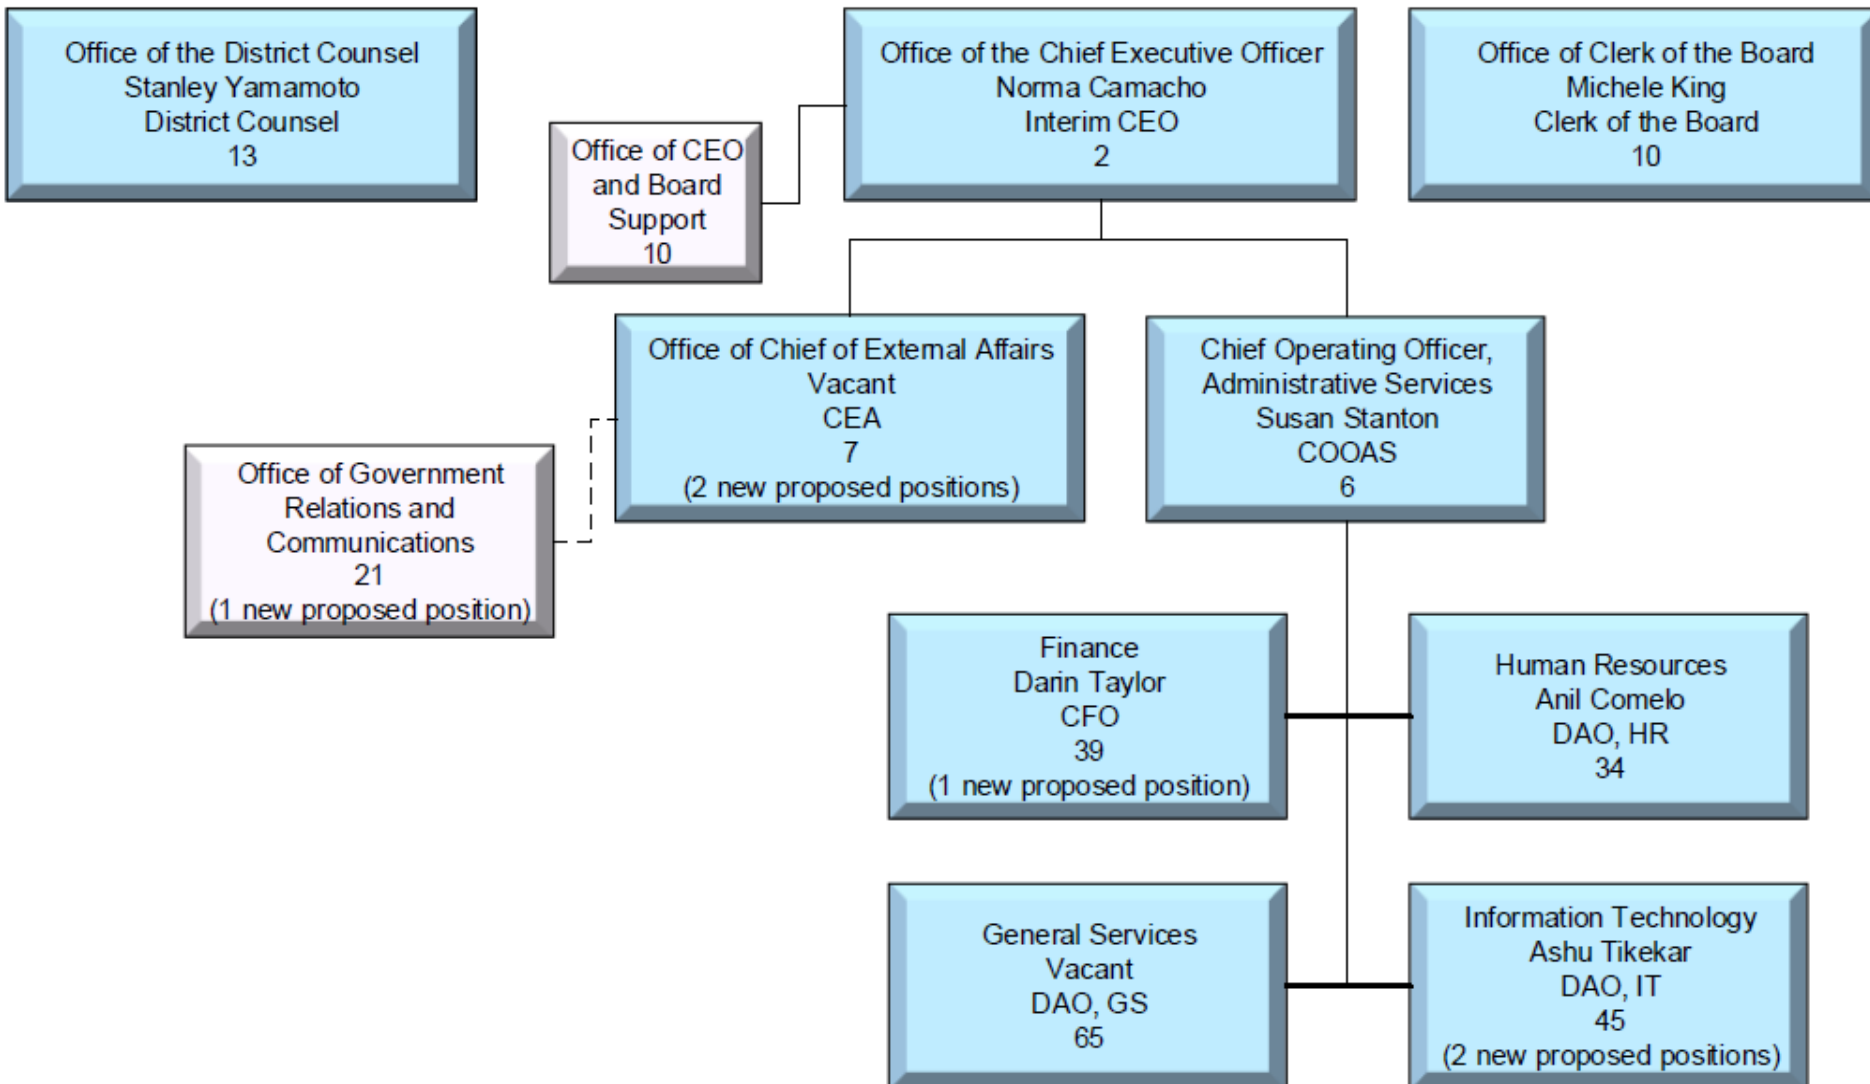 Office of the District Counsel
Stanley Yamamoto
District Counsel
13
Office of the Chief Executive Officer
Norma Camacho
Interim CEO
2
Office of Clerk of the Board
Michele King
Clerk of the Board
10
Office of CEO
and Board
Support
10
Office of Chief of External Affairs
Vacant
CEA
7
(2 new proposed positions)
Chief Operating Officer,
Administrative Services
Susan Stanton
COOAS
6
Office of Government
Relations and
Communications
21
(1 new proposed position)
Finance
Darin Taylor
CFO
39
(1 new proposed position)
Human Resources
Anil Comelo
DAO, HR
34
General Services
Vacant
DAO, GS
65
Information Technology
Ashu Tikekar
DAO, IT
45
(2 new proposed positions)